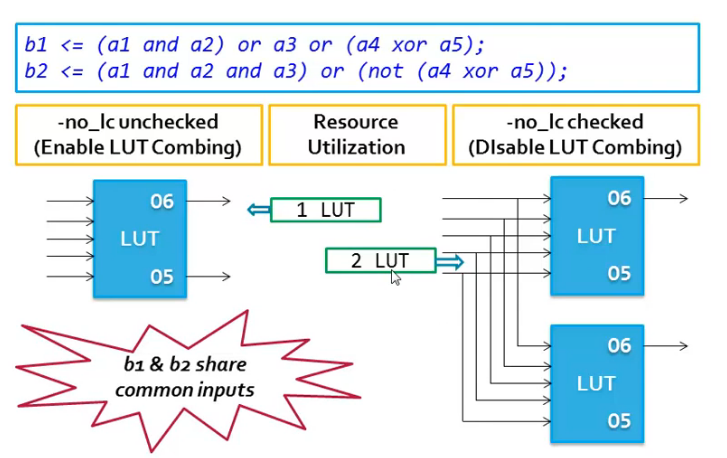 b1 <= (a1 and a2) or a3 or (a4 xor a5);
b2 <= (a1 and a2 and a3) or (not (a4 xor a5));
-no_lc unchecked
(Enable LUT Combing)
Resource
Utilization
-no_lc checked
(DIsable LUT Combing)
06
LUT
05
1 LUT
2 LUT
06
LUT
05
06
LUT
05
b1 & b2 share
common inputs